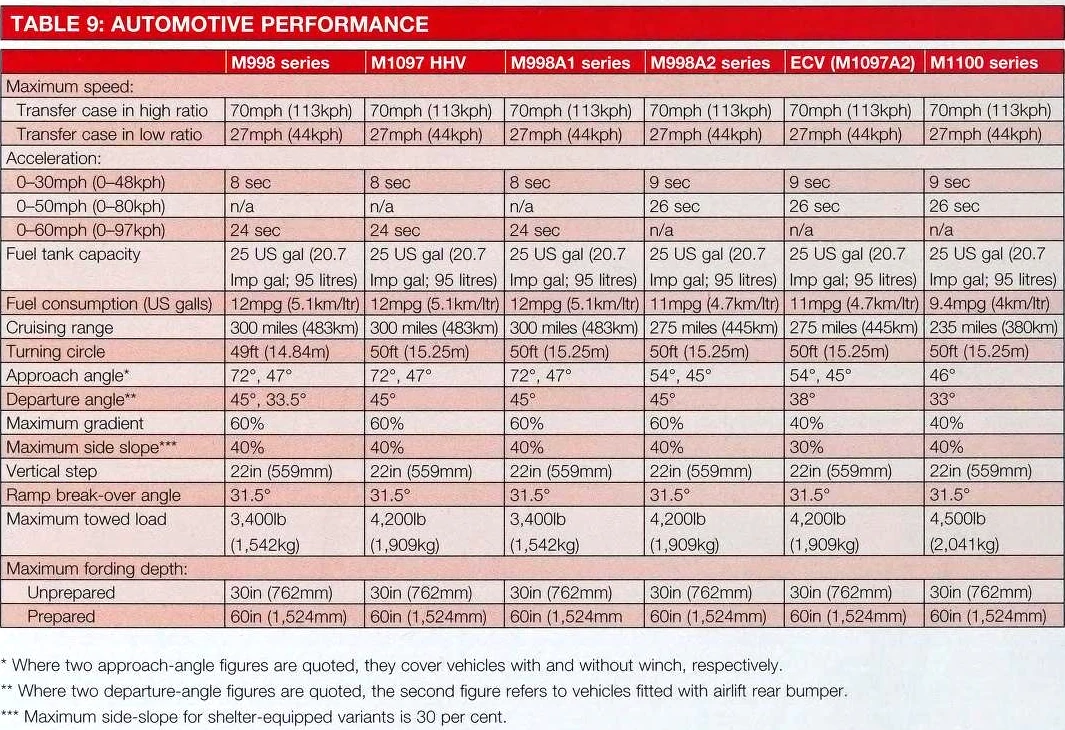 TABLE 9: AUTOMOTIVE PERFORMANCE
M998 series M1097 HHV M998A1 series M998A2 series ECV (M1097A2) M1100 series
Maximum speed:
Transfer case in high ratio 70mph (113kph) 70mph (113kph) 70mph (113kph) 70mph (113kph) 70mph (113kph) 70mph (113kph)
Transfer case in low ratio 27mph (44kph) 27mph (44kph) 27mph (44kph) 27mph (44kph) 27mph (44kph) 27mph (44kph)
Acceleration:
0–30mph (0–48kph) 8 sec 8 sec 8 sec 9 sec 9 sec 9 sec
0–50mph (0–80kph) n/a n/a n/a 26 sec 26 sec 26 sec
0–60mph (0–97kph) 24 sec 24 sec 24 sec n/a n/a n/a
Fuel tank capacity 25 US gal (20.7 25 US gal (20.7 25 US gal (20.7 25 US gal (20.7 25 US gal (20.7 25 US gal (20.7
Imp gal; 95 litres) Imp gal; 95 litres) Imp gal; 95 litres) Imp gal; 95 litres) Imp gal; 95 litres) Imp gal; 95 litres)
Fuel consumption (US galls) 12mpg (5.1km/ltr) 12mpg (5.1km/ltr) 12mpg (5.1km/ltr) 11mpg (4.7km/ltr) 11mpg (4.7km/ltr) 9.4mpg (4km/ltr)
Cruising range 300 miles (483km) 300 miles (483km) 300 miles (483km) 275 miles (445km) 275 miles (445km) 235 miles (380km)
Turning circle 49ft (14.84m) 50ft (15.25m) 50ft (15.25m) 50ft (15.25m) 50ft (15.25m) 50ft (15.25m)
Approach angle* 72°, 47° 72°, 47° 72°, 47° 54°, 45° 54°, 45° 46°
Departure angle** 45°, 33.5° 45° 45° 45° 38° 33°
Maximum gradient 60% 60% 60% 60% 40% 40%
Maximum side slope*** 40% 40% 40% 40% 30% 40%
Vertical step 22in (559mm) 22in (559mm) 22in (559mm) 22in (559mm) 22in (559mm) 22in (559mm)
Ramp break-over angle 31.5° 31.5° 31.5° 31.5° 31.5° 31.5°
Maximum towed load 3,400lb 4,200lb 3,400lb 4,200lb 4,200lb 4,500lb
(1,542kg) (1,909kg) (1,542kg) (1,909kg) (1,909kg) (2,041kg)
Maximum fording depth:
Unprepared 30in (762mm) 30in (762mm) 30in (762mm) 30in (762mm) 30in (762mm) 30in (762mm)
Prepared 60in (1,524mm 60in (1,524mm) 60in (1,524mm 60in (1,524mm) 60in (1,524mm) 60in (1,524mm)
* Where two approach-angle figures are quoted, they cover vehicles with and without winch, respectively.
** Where two departure-angle figures are quoted, the second figure refers to vehicles fitted with airlift rear bumper.
*** Maximum side-slope for shelter-equipped variants is 30 per cent.